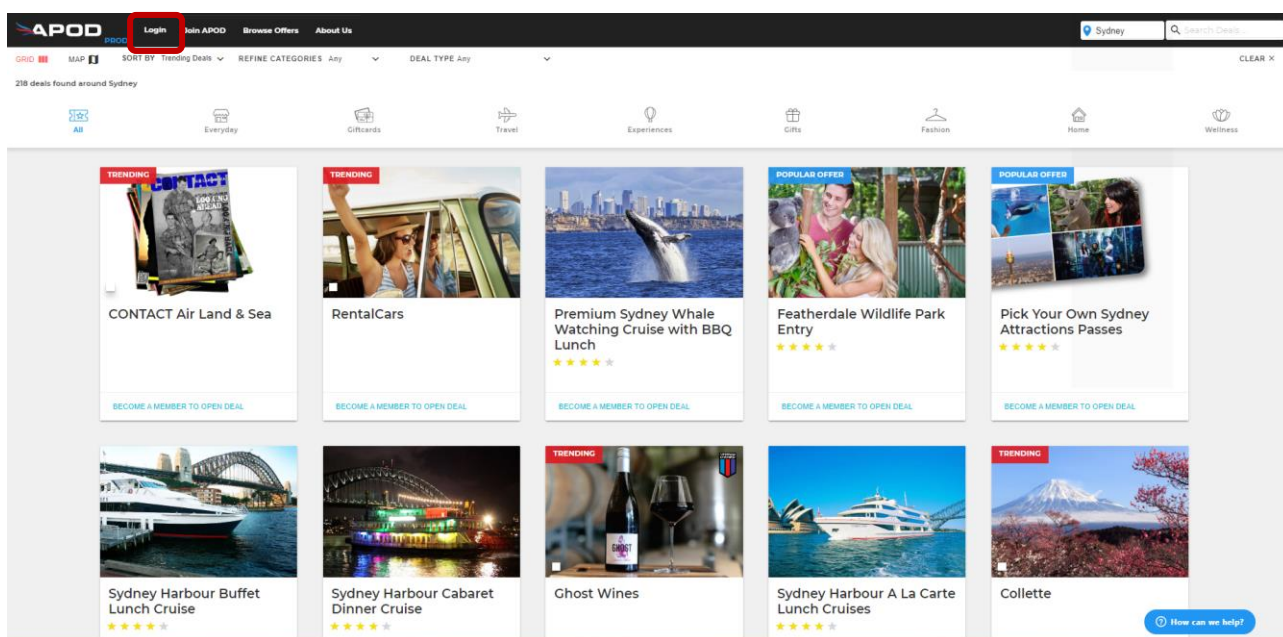 APOD PROD Login Join APOD Browse Offers About Us Sydney Search Deals...
GRID MAP SORT BY Trending Deals REFINE CATEGORIES Any DEAL TYPE Any CLEAR ×
218 deals found around Sydney
All Everyday Giftcards Travel Experiences Gifts Fashion Home Wellness
TRENDING
CONTACT
CONTACT Air Land & Sea
BECOME A MEMBER TO OPEN DEAL
TRENDING
RentalCars
BECOME A MEMBER TO OPEN DEAL
Premium Sydney Whale
Watching Cruise with BBQ
Lunch
BECOME A MEMBER TO OPEN DEAL
POPULAR OFFER
Featherdale Wildlife Park
Entry
BECOME A MEMBER TO OPEN DEAL
POPULAR OFFER
Pick Your Own Sydney
Attractions Passes
BECOME A MEMBER TO OPEN DEAL
Sydney Harbour Buffet
Lunch Cruise
Sydney Harbour Cabaret
Dinner Cruise
TRENDING
GHOST
Ghost Wines
Sydney Harbour A La Carte
Lunch Cruises
TRENDING
Collette
How can we help?